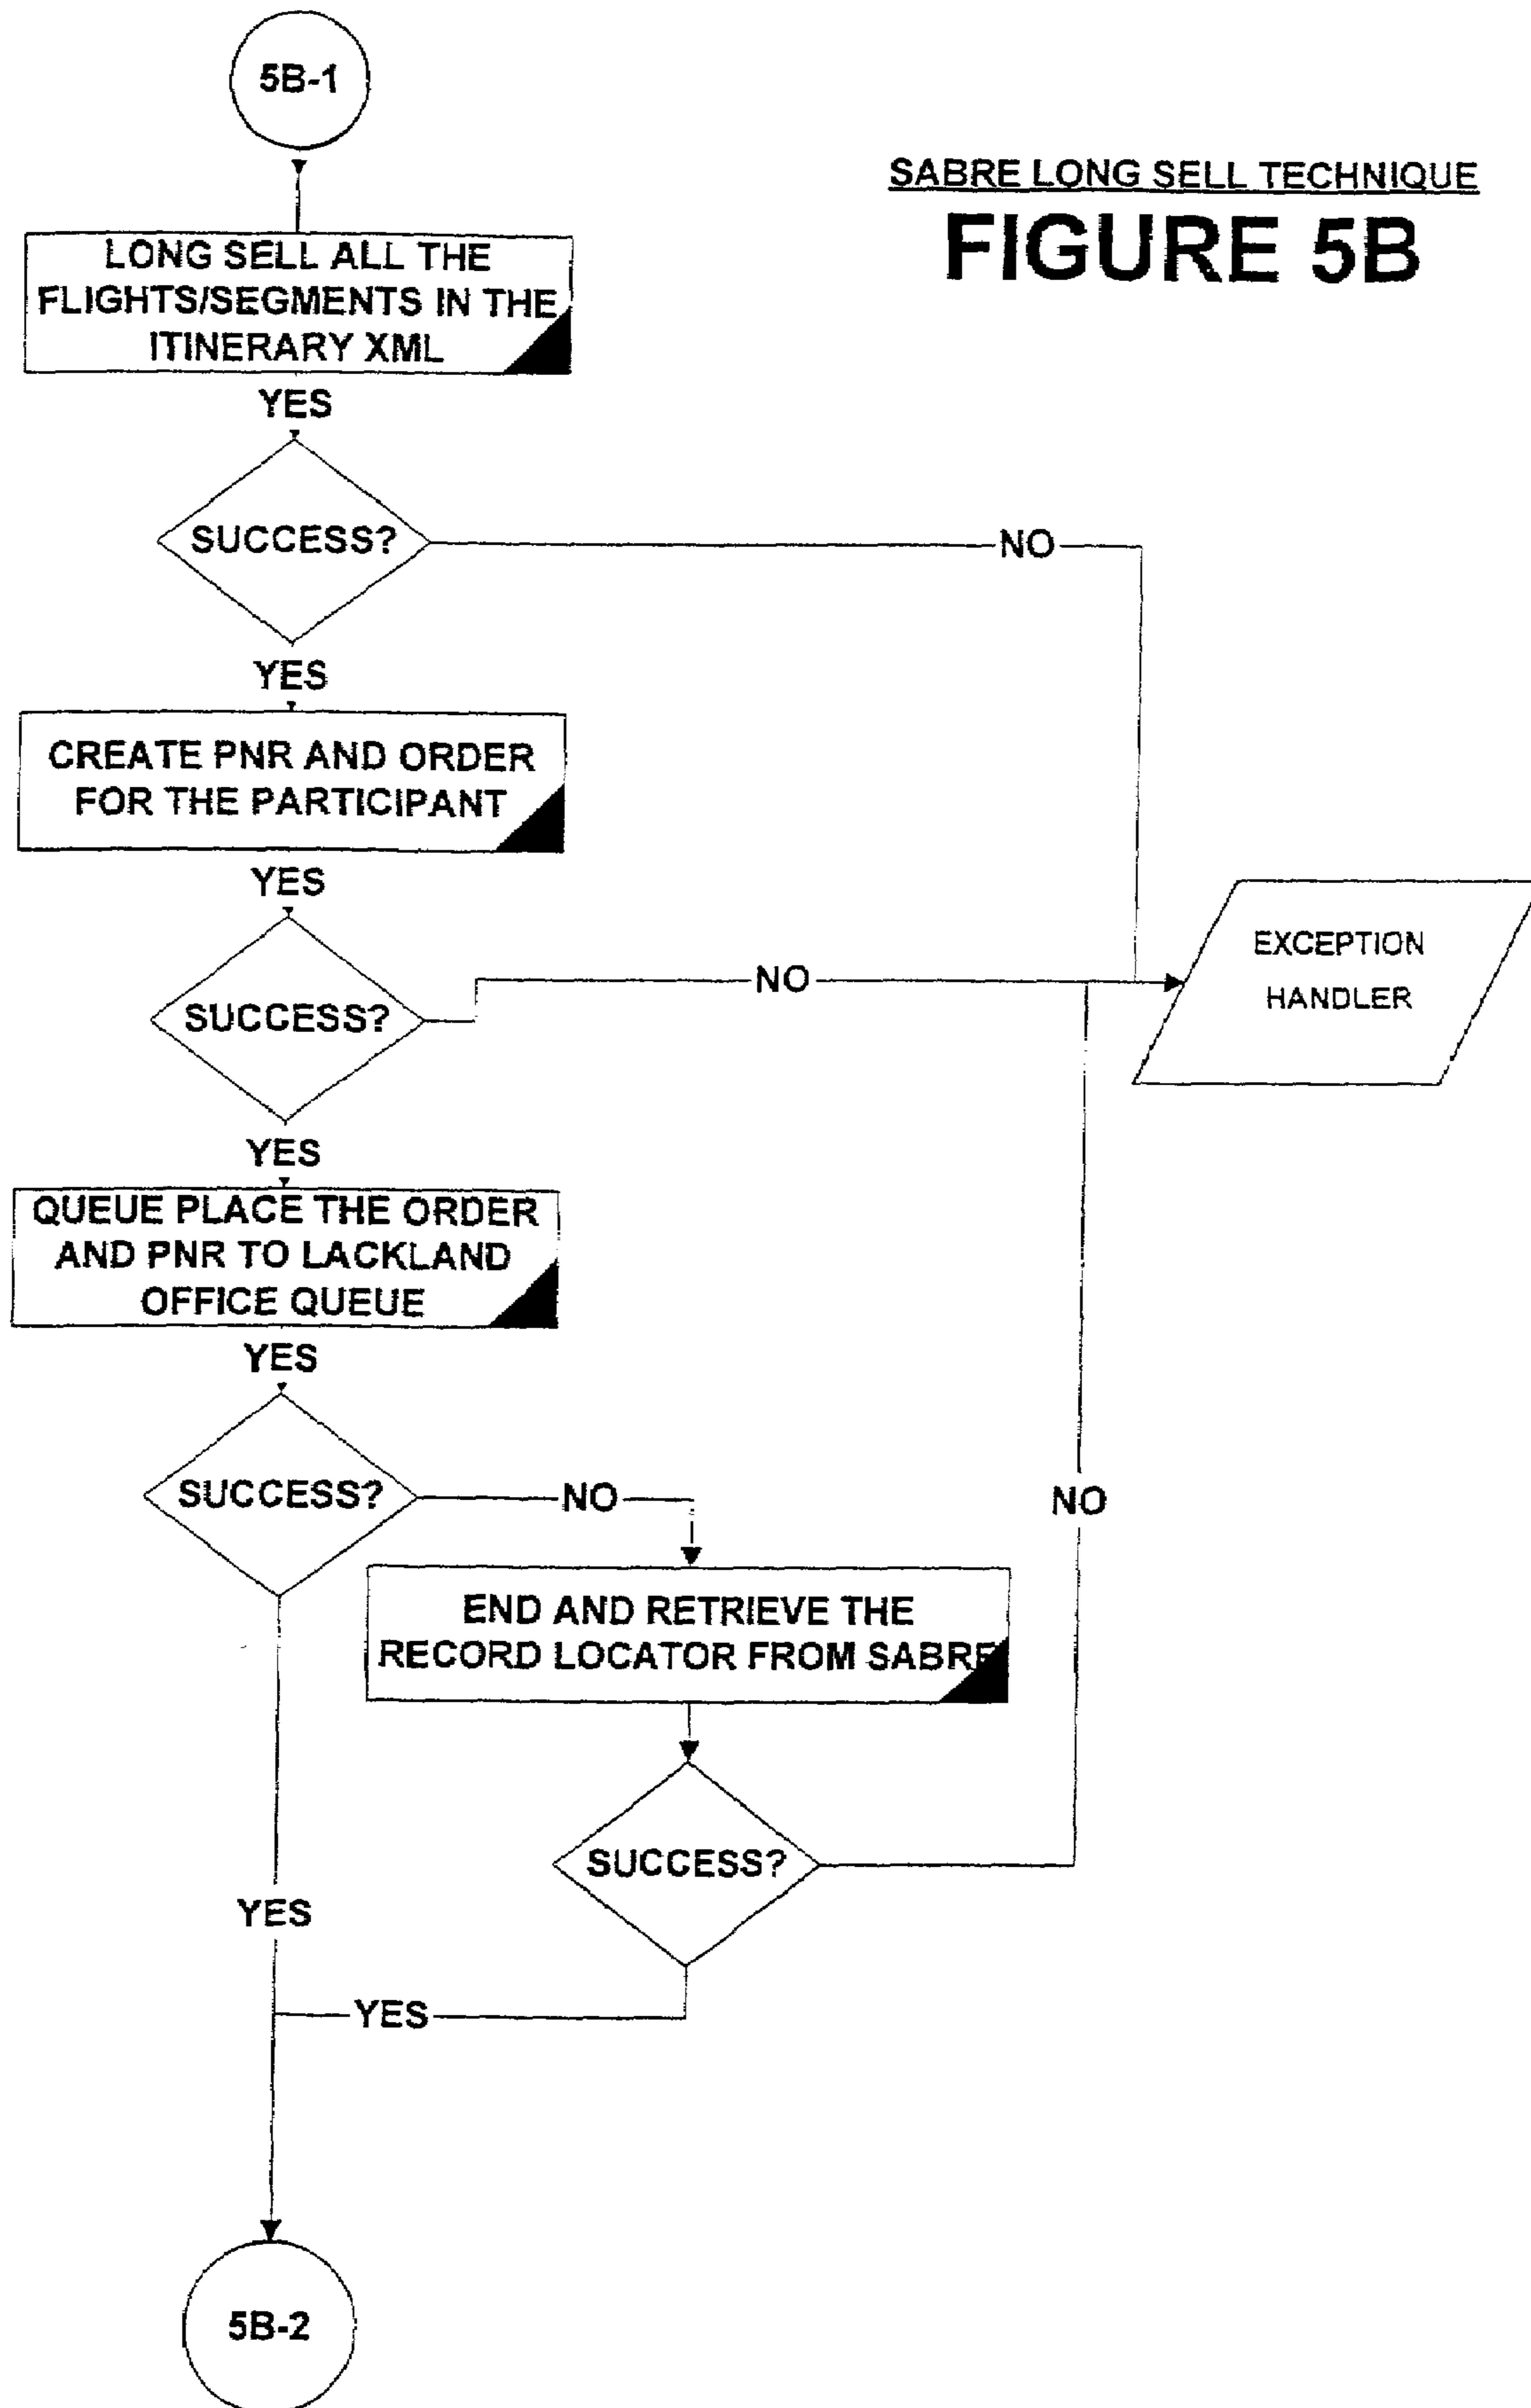 5B-1
SABRE LONG SELL TECHNIQUE
FIGURE 5B
LONG SELL ALL THE
FLIGHTS/SEGMENTS IN THE
ITINERARY XML
YES
SUCCESS?
NO
YES
CREATE PNR AND ORDER
FOR THE PARTICIPANT
YES
EXCEPTION
HANDLER
SUCCESS?
NO
YES
QUEUE PLACE THE ORDER
AND PNR TO LACKLAND
OFFICE QUEUE
YES
SUCCESS?
NO
NO
END AND RETRIEVE THE
RECORD LOCATOR FROM SABRE
SUCCESS?
YES
YES
5B-2